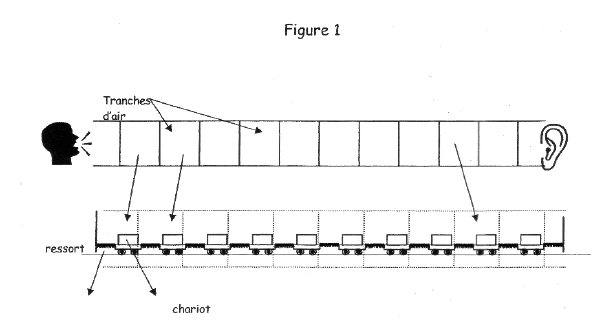 Figure 1
Tranches
d'air
ressort
chariot